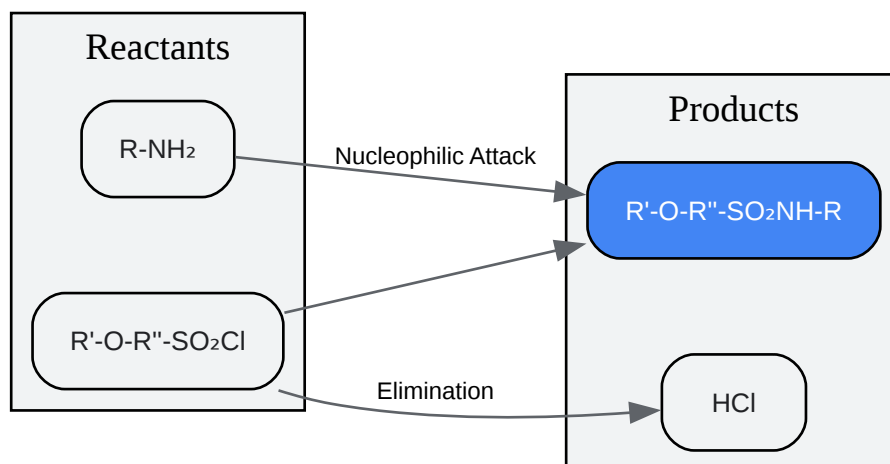 Reactants
R-NH₂
R'-O-R"-SO₂Cl
Nucleophilic Attack
Elimination
Products
R'-O-R"-SO₂NH-R
HCl